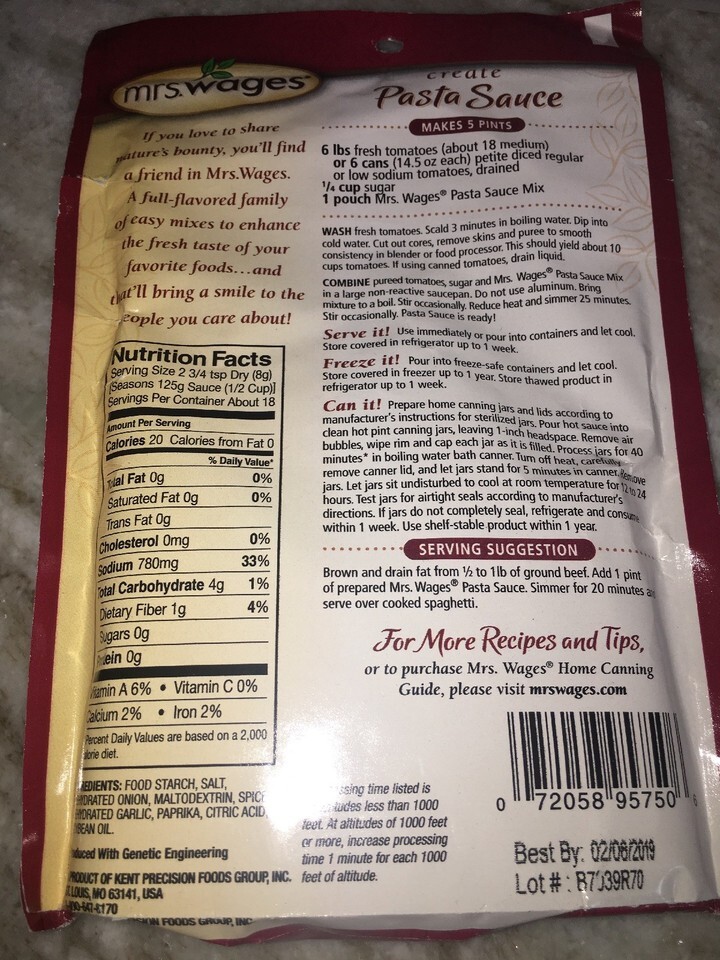 mrs.wages®
If you love to share
nature's bounty, you'll find
a friend in Mrs.Wages.
A full-flavored family
of easy mixes to enhance
the fresh taste of your
favorite foods...and
that'll bring a smile to the
people you care about!
Nutrition Facts
Serving Size 2 3/4 tsp Dry (8g)
[Seasons 125g Sauce (1/2 Cup)]
Servings Per Container About 18
Amount Per Serving
Calories 20 Calories from Fat 0
% Daily Value*
Total Fat 0g 0%
Saturated Fat 0g 0%
Trans Fat 0g
Cholesterol 0mg 0%
Sodium 780mg 33%
Total Carbohydrate 4g 1%
Dietary Fiber 1g 4%
Sugars 0g
Protein 0g
Vitamin A 6% • Vitamin C 0%
Calcium 2% • Iron 2%
Percent Daily Values are based on a 2,000
calorie diet.
FOOD STARCH, SALT,
ONION, MALTODEXTRIN,
GARLIC, PAPRIKA, CITRIC ACID,
OIL.
With Genetic Engineering
PRODUCT OF KENT PRECISION FOODS GROUP, INC.
LOUIS, MO 63141, USA
create
Pasta Sauce
MAKES 5 PINTS
6 lbs fresh tomatoes (about 18 medium)
or 6 cans (14.5 oz each) petite diced regular
or low sodium tomatoes, drained
1/4 cup sugar
1 pouch Mrs. Wages® Pasta Sauce Mix
WASH fresh tomatoes. Scald 3 minutes in boiling water. Dip into
cold water. Cut out cores, remove skins and puree to smooth
consistency in blender or food processor. This should yield about 10
cups tomatoes. If using canned tomatoes, drain liquid.
COMBINE pureed tomatoes, sugar and Mrs. Wages® Pasta Sauce Mix
in a large non-reactive saucepan. Do not use aluminum. Bring
mixture to a boil. Stir occasionally. Reduce heat and simmer 25 minutes.
Stir occasionally. Pasta Sauce is ready!
Serve it! Use immediately or pour into containers and let cool.
Store covered in refrigerator up to 1 week.
Freeze it! Pour into freeze-safe containers and let cool.
Store covered in freezer up to 1 year. Store thawed product in
refrigerator up to 1 week.
Can it! Prepare home canning jars and lids according to
manufacturer's instructions for sterilized jars. Pour hot sauce into
clean hot pint canning jars, leaving 1-inch headspace. Remove air
bubbles, wipe rim and cap each jar as it is filled. Process jars for 40
minutes* in boiling water bath canner. Turn off heat, carefully
remove canner lid, and let jars stand for 5 minutes in canner. Remove
jars. Let jars sit undisturbed to cool at room temperature for 12 to 24
hours. Test jars for airtight seals according to manufacturer's
directions. If jars do not completely seal, refrigerate and consume
within 1 week. Use shelf-stable product within 1 year.
SERVING SUGGESTION
Brown and drain fat from ½ to 1lb of ground beef. Add 1 pint
of prepared Mrs. Wages® Pasta Sauce. Simmer for 20 minutes
serve over cooked spaghetti.
For More Recipes and Tips,
or to purchase Mrs. Wages® Home Canning
Guide, please visit mrswages.com
time listed is
less than 1000
feet. At altitudes of 1000 feet
or more, increase processing
time 1 minute for each 1000
feet of altitude.
0 72058 95750 6
Best By: 02/08/2019
Lot # : B7039R70
FOODS GROUP, INC.